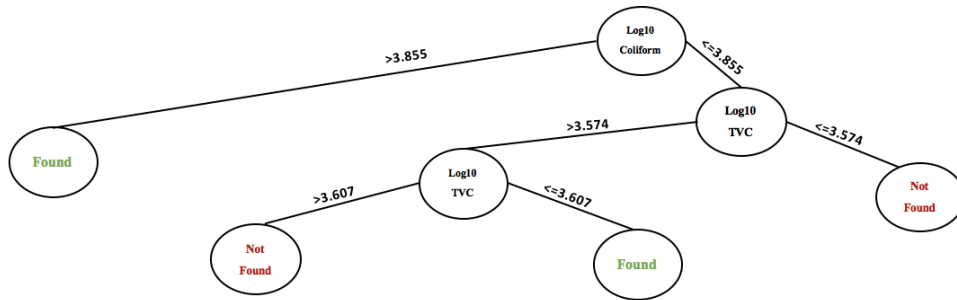 Log10
Coliform
>3.855
<=3.855
Log10
TVC
>3.574
<=3.574
Found
Log10
TVC
>3.607
<=3.607
Not
Found
Not
Found
Found